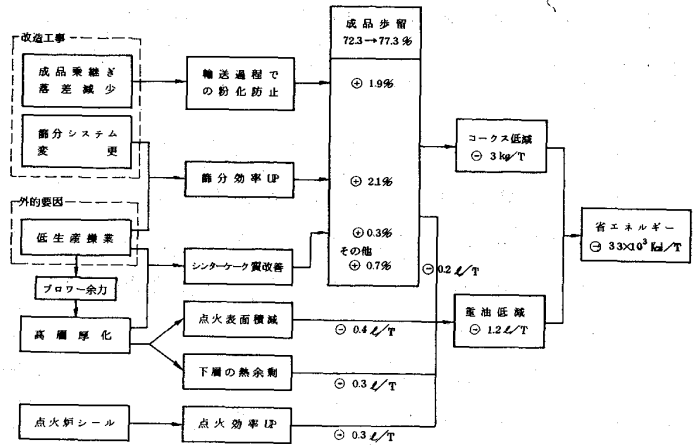 改造工事
成品乗継ぎ
落差減少
篩分システム
変更
外的要因
低生産操業
ブロワー余力
高層厚化
点火炉シール
輸送過程で
の粉化防止
篩分効率UP
シンターケーク質改善
点火表面積減
下層の熱余剰
点火効率UP
成品歩留
72.3→77.3%
⊕ 1.9%
⊕ 2.1%
⊕ 0.3%
その他
⊕ 0.7%
⊖ 0.2 ℓ/T
⊖ 0.4 ℓ/T
⊖ 0.3 ℓ/T
⊖ 0.3 ℓ/T
コークス低減
⊖ 3 kg/T
重油低減
⊖ 1.2 ℓ/T
省エネルギー
⊖ 33×10³ Kcal/T